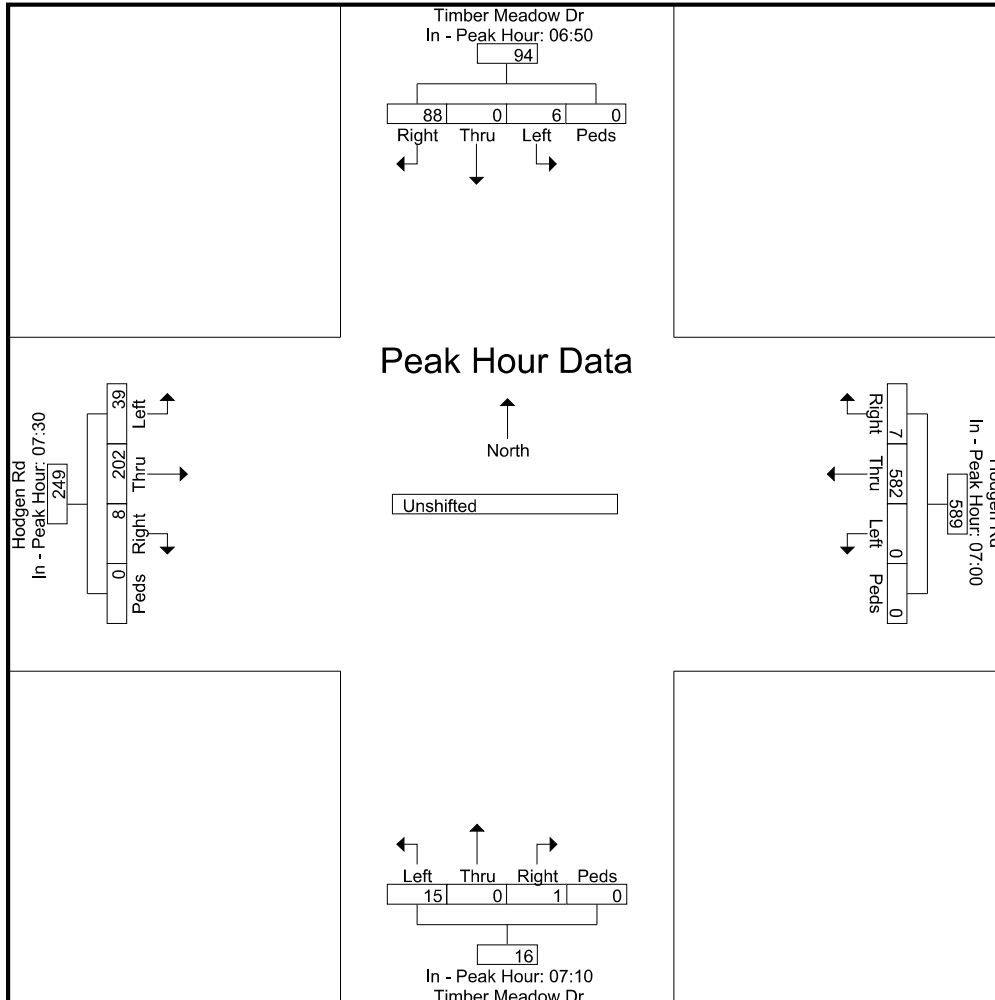 Timber Meadow Dr
In - Peak Hour: 06:50
94
88 0 6 0
Right Thru Left Peds
Peak Hour Data
North
Unshifted
Hodgen Rd
In - Peak Hour: 07:30
249
39 202 8 0
Left Thru Right Peds
Right Thru Left Peds
7 582 0 0
589
In - Peak Hour: 07:00
Hodgen Rd
Left Thru Right Peds
15 0 1 0
16
In - Peak Hour: 07:10
Timber Meadow Dr